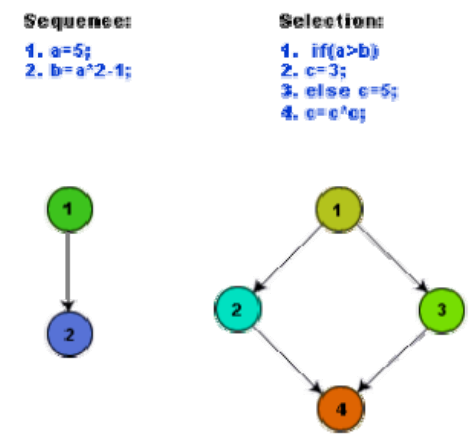 Sequence:
1. a=5;
2. b=a*2-1;
Selection:
1. if(a>b)
2. c=3;
3. else c=5;
4. c=c*c;
1
2
1
2
3
4